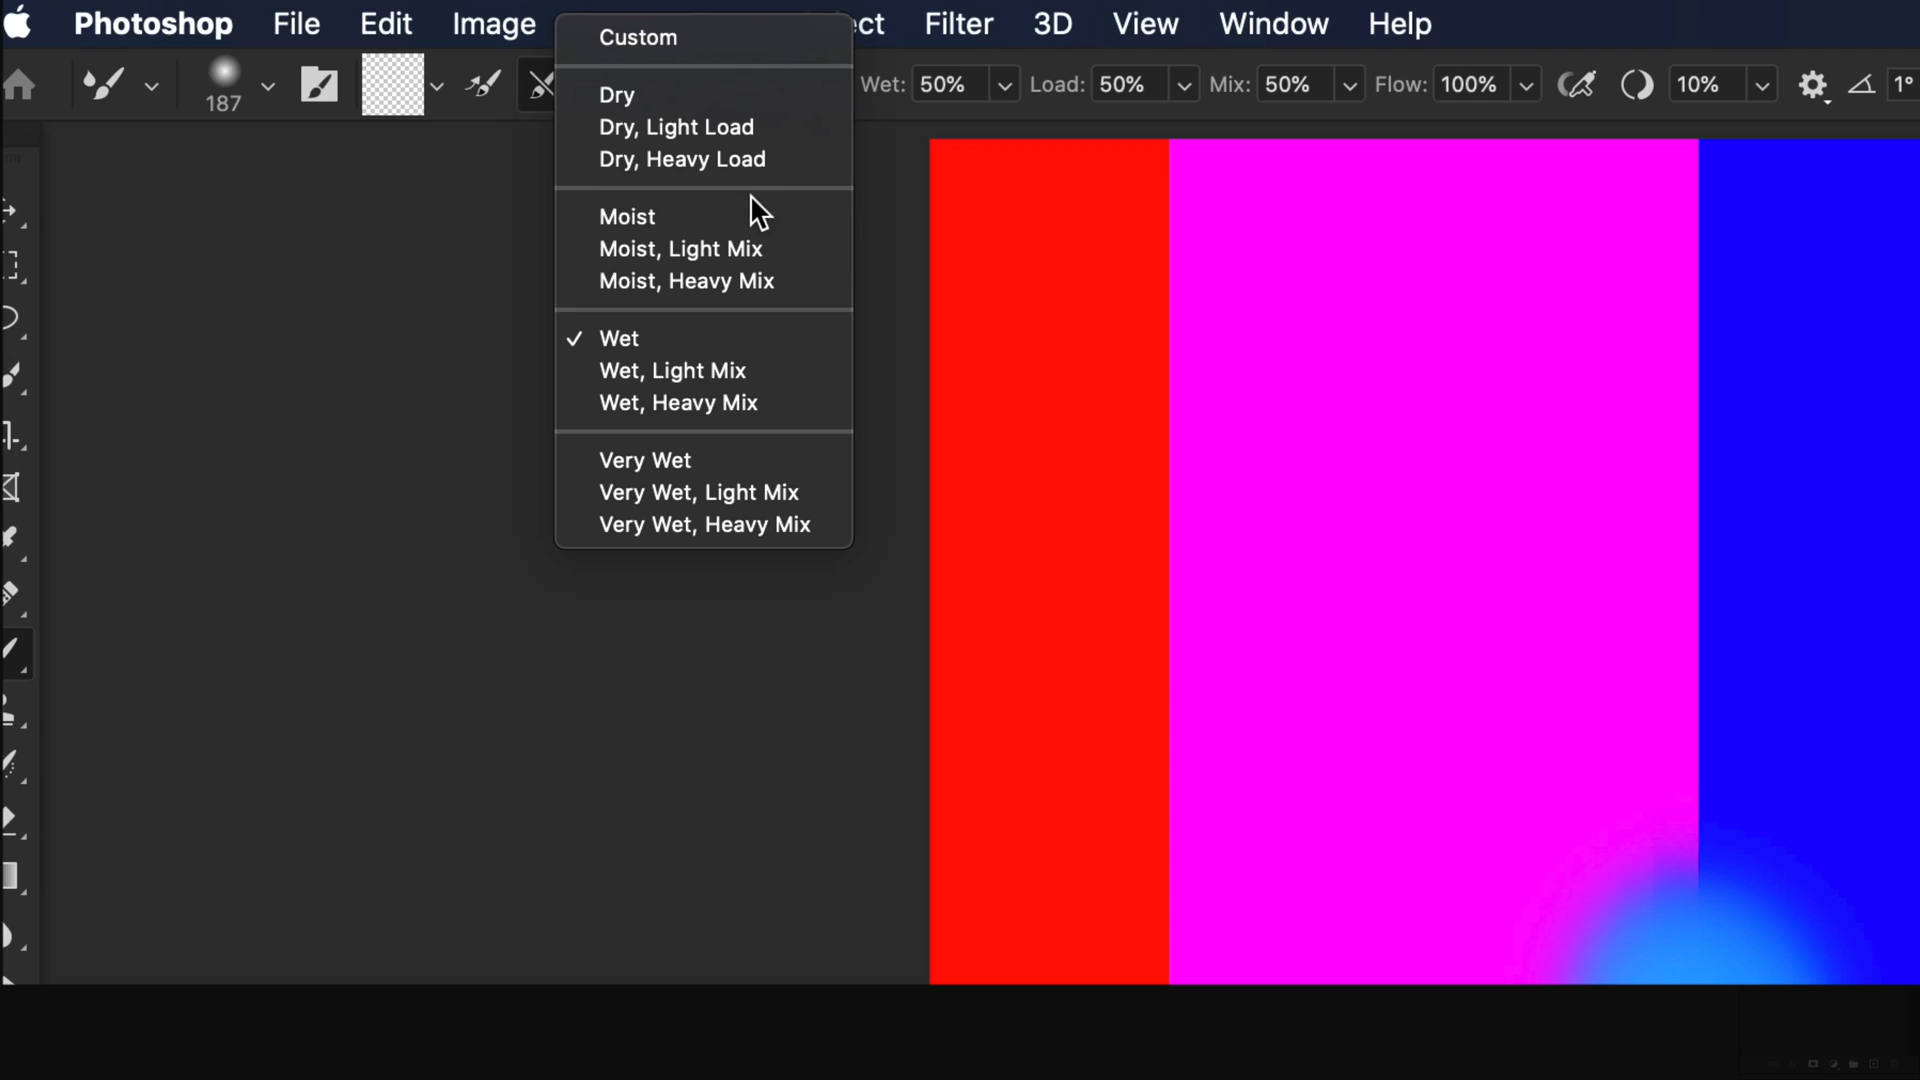 Photoshop File Edit Image ect Filter 3D View Window Help
187 Wet: 50% Load: 50% Mix: 50% Flow: 100% 10% 1°
Custom
Dry
Dry, Light Load
Dry, Heavy Load
Moist
Moist, Light Mix
Moist, Heavy Mix
✓ Wet
Wet, Light Mix
Wet, Heavy Mix
Very Wet
Very Wet, Light Mix
Very Wet, Heavy Mix